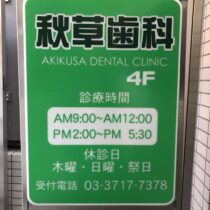 秋草歯科
AKIKUSA DENTAL CLINIC
4F
診療時間
AM9:00~AM12:00
PM2:00~PM 5:30
休診日
木曜・日曜・祭日
受付電話 03-3717-7378